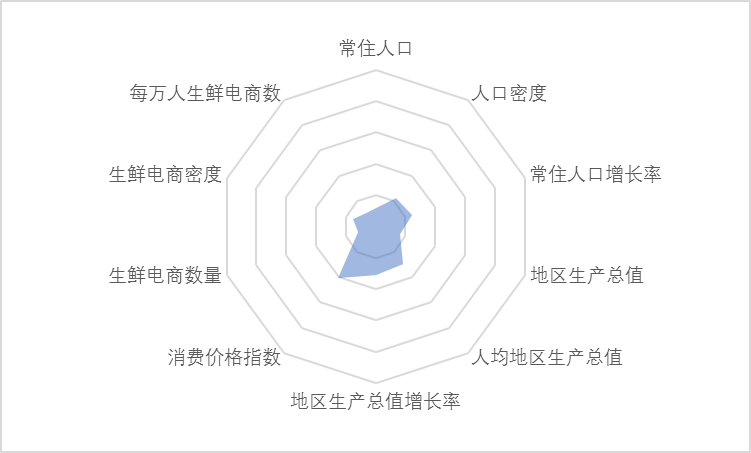 常住人口
每万人生鲜电商数
人口密度
生鲜电商密度
常住人口增长率
生鲜电商数量
地区生产总值
消费价格指数
人均地区生产总值
地区生产总值增长率